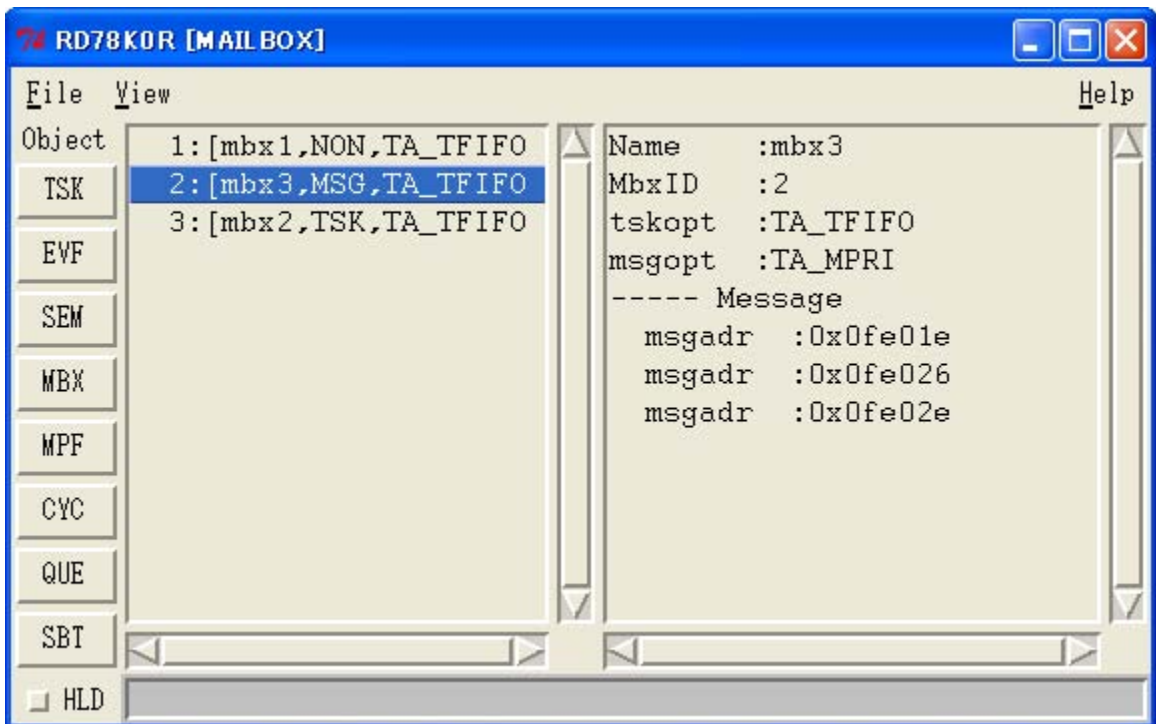 RD78K0R [MAILBOX]
File View Help
Object
TSK
EVF
SEM
MBX
MPF
CYC
QUE
SBT
HLD
1:[mbx1,NON,TA_TFIFO
2:[mbx3,MSG,TA_TFIFO
3:[mbx2,TSK,TA_TFIFO
Name :mbx3
MbxID :2
tskopt :TA_TFIFO
msgopt :TA_MPRI
----- Message
msgadr :0x0fe01e
msgadr :0x0fe026
msgadr :0x0fe02e